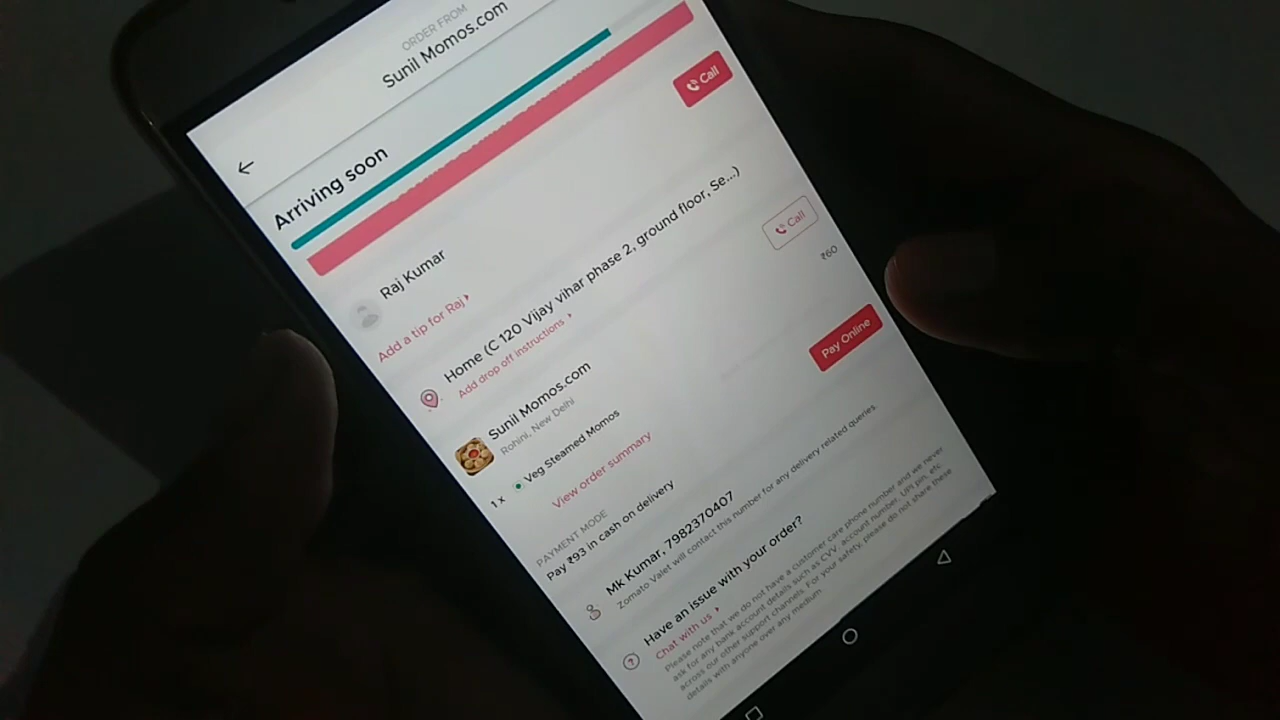 ORDER FROM
Sunil Momos.com
Arriving soon
Raj Kumar
Call
Add a tip for Raj
Home (C 120 Vijay vihar phase 2, ground floor, Se...)
Add drop off instructions
Sunil Momos.com
Call
Rohini, New Delhi
1 x Veg Steamed Momos
₹60
View order summary
PAYMENT MODE
Pay ₹93 in cash on delivery
Pay Online
Mk Kumar, 7982370407
Zomato Valet will contact this number for any delivery related queries.
Have an issue with your order?
Chat with us
Please note that we do not have a customer care phone number and we never
ask for any bank account details such as CVV, account number, UPI pin, etc
across our other support channels. For your safety, please do not share these
details with anyone over any medium